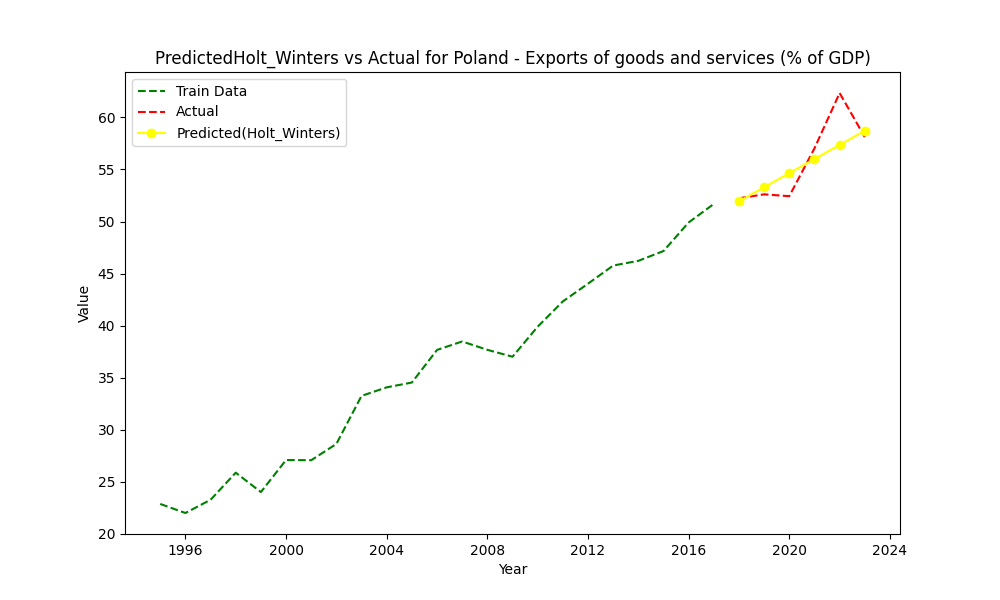 PredictedHolt_Winters vs Actual for Poland - Exports of goods and services (% of GDP)
Train Data
Actual
Predicted(Holt_Winters)
60
55
50
45
40
35
30
25
20
Value
1996 2000 2004 2008 2012 2016 2020 2024
Year